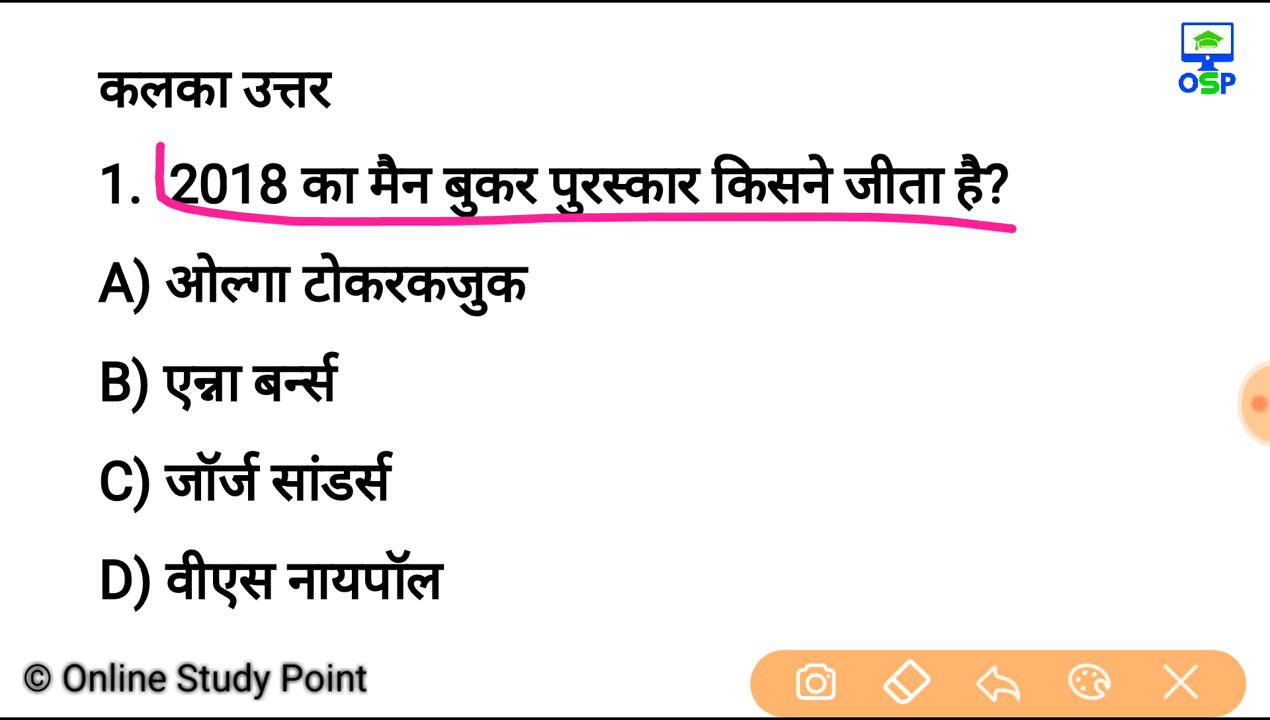 OSP
कलका उत्तर
1. 2018 का मैन बुकर पुरस्कार किसने जीता है?
A) ओल्गा टोकरकजुक
B) एन्ना बर्न्स
C) जॉर्ज सांडर्स
D) वीएस नायपॉल
© Online Study Point